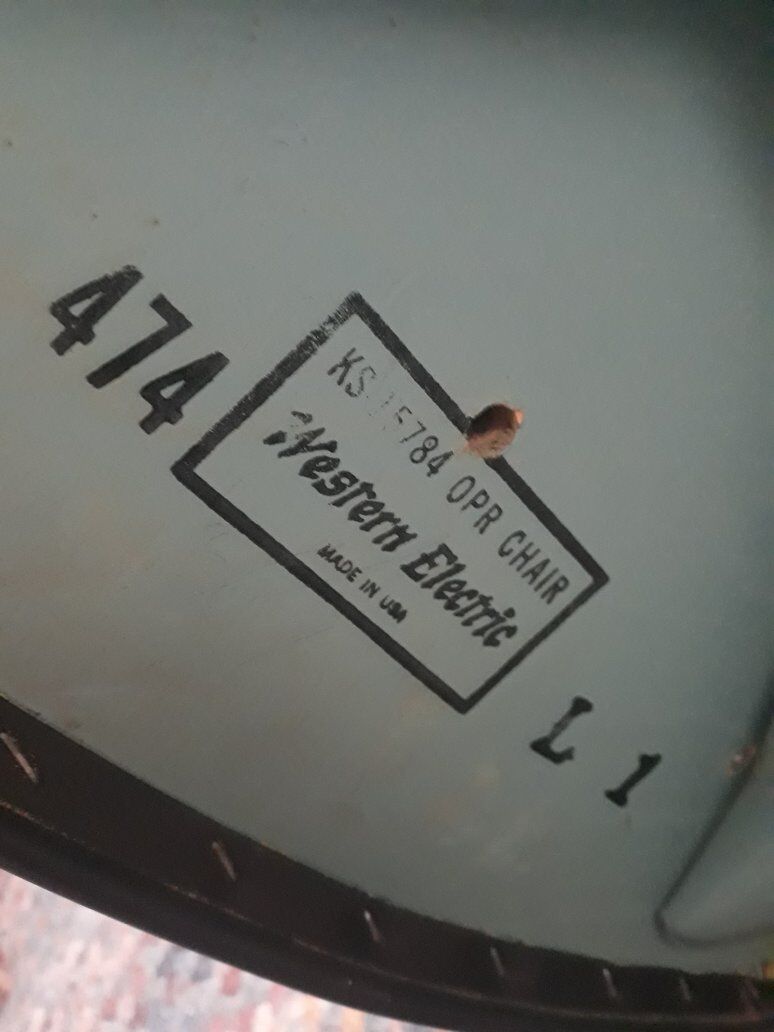 474
KS-15784 OPR CHAIR
Western Electric
MADE IN USA
L 1